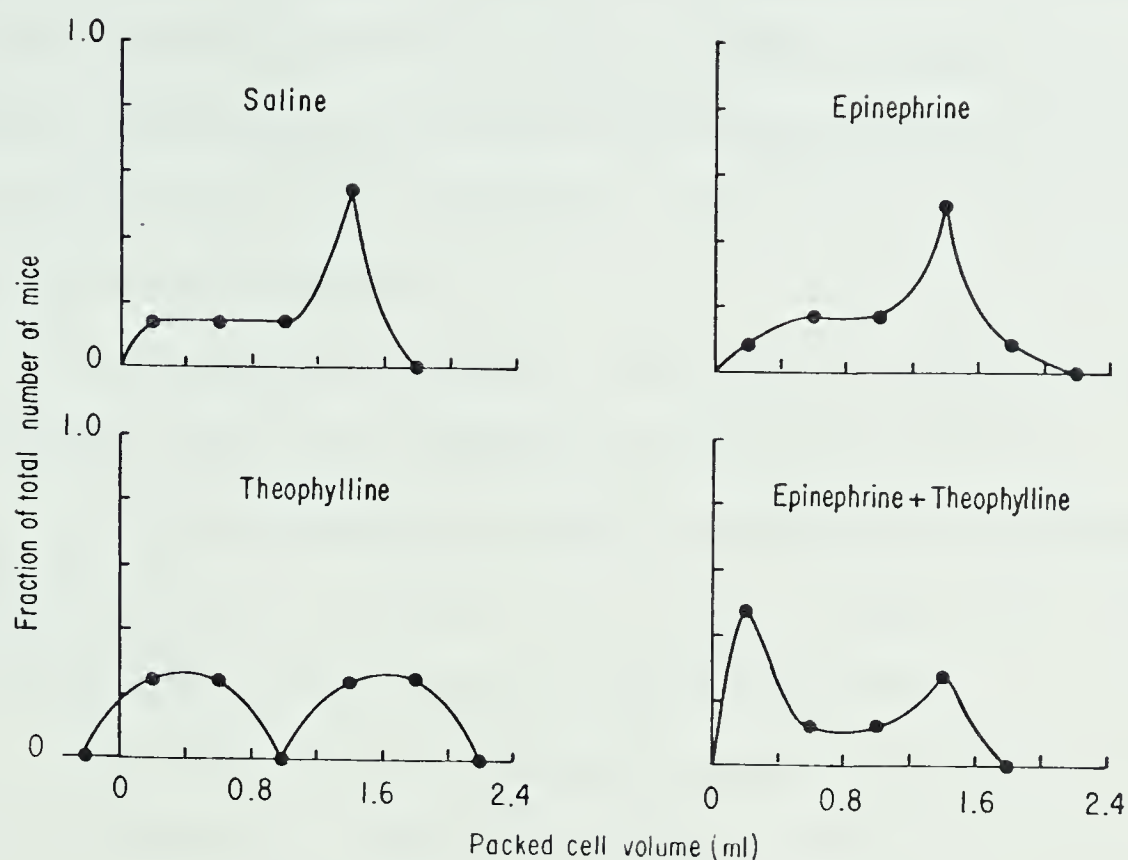 1.0
Saline
Epinephrine
0
1.0
Theophylline
Epinephrine + Theophylline
0
0 0.8 1.6 2.4
0 0.8 1.6 2.4
Fraction of total number of mice
Packed cell volume (ml)